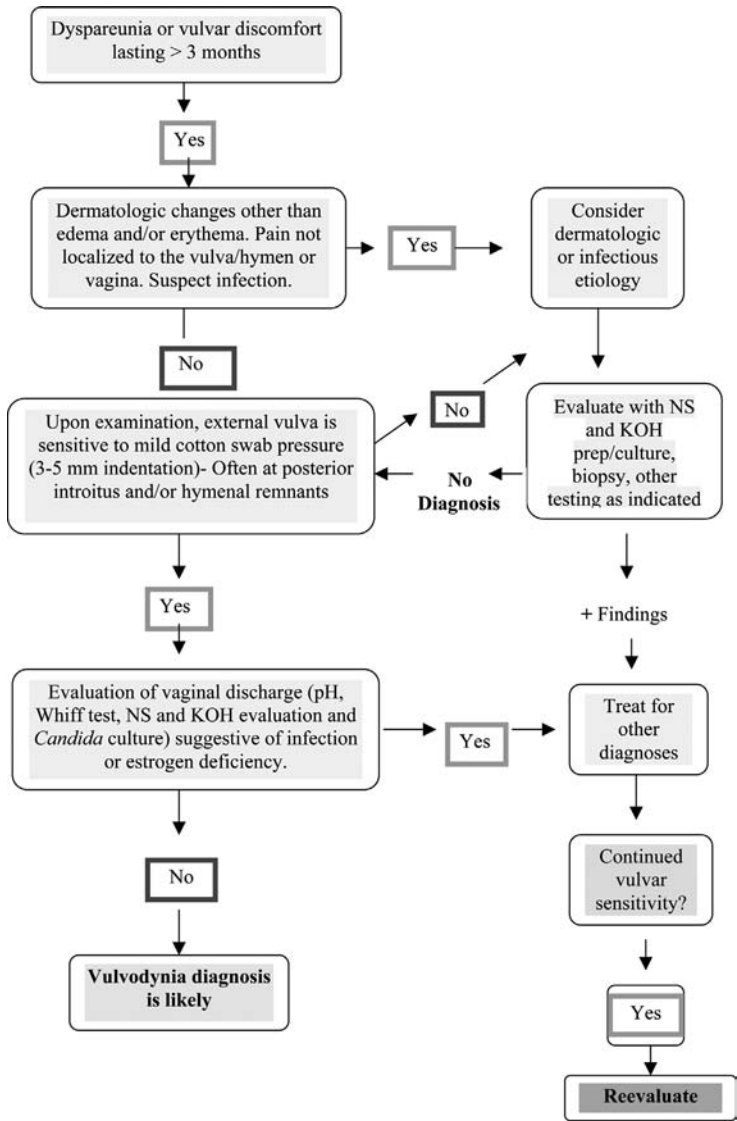 Dyspareunia or vulvar discomfort
lasting > 3 months
Yes
Dermatologic changes other than
edema and/or erythema. Pain not
localized to the vulva/hymen or
vagina. Suspect infection.
Yes
Consider
dermatologic
or infectious
etiology
No
Upon examination, external vulva is
sensitive to mild cotton swab pressure
(3-5 mm indentation)- Often at posterior
introitus and/or hymenal remnants
No
No
Diagnosis
Evaluate with NS
and KOH
prep/culture,
biopsy, other
testing as indicated
Yes
+ Findings
Evaluation of vaginal discharge (pH,
Whiff test, NS and KOH evaluation and
Candida culture) suggestive of infection
or estrogen deficiency.
Yes
Treat for
other
diagnoses
No
Continued
vulvar
sensitivity?
Vulvodynia diagnosis
is likely
Yes
Reevaluate